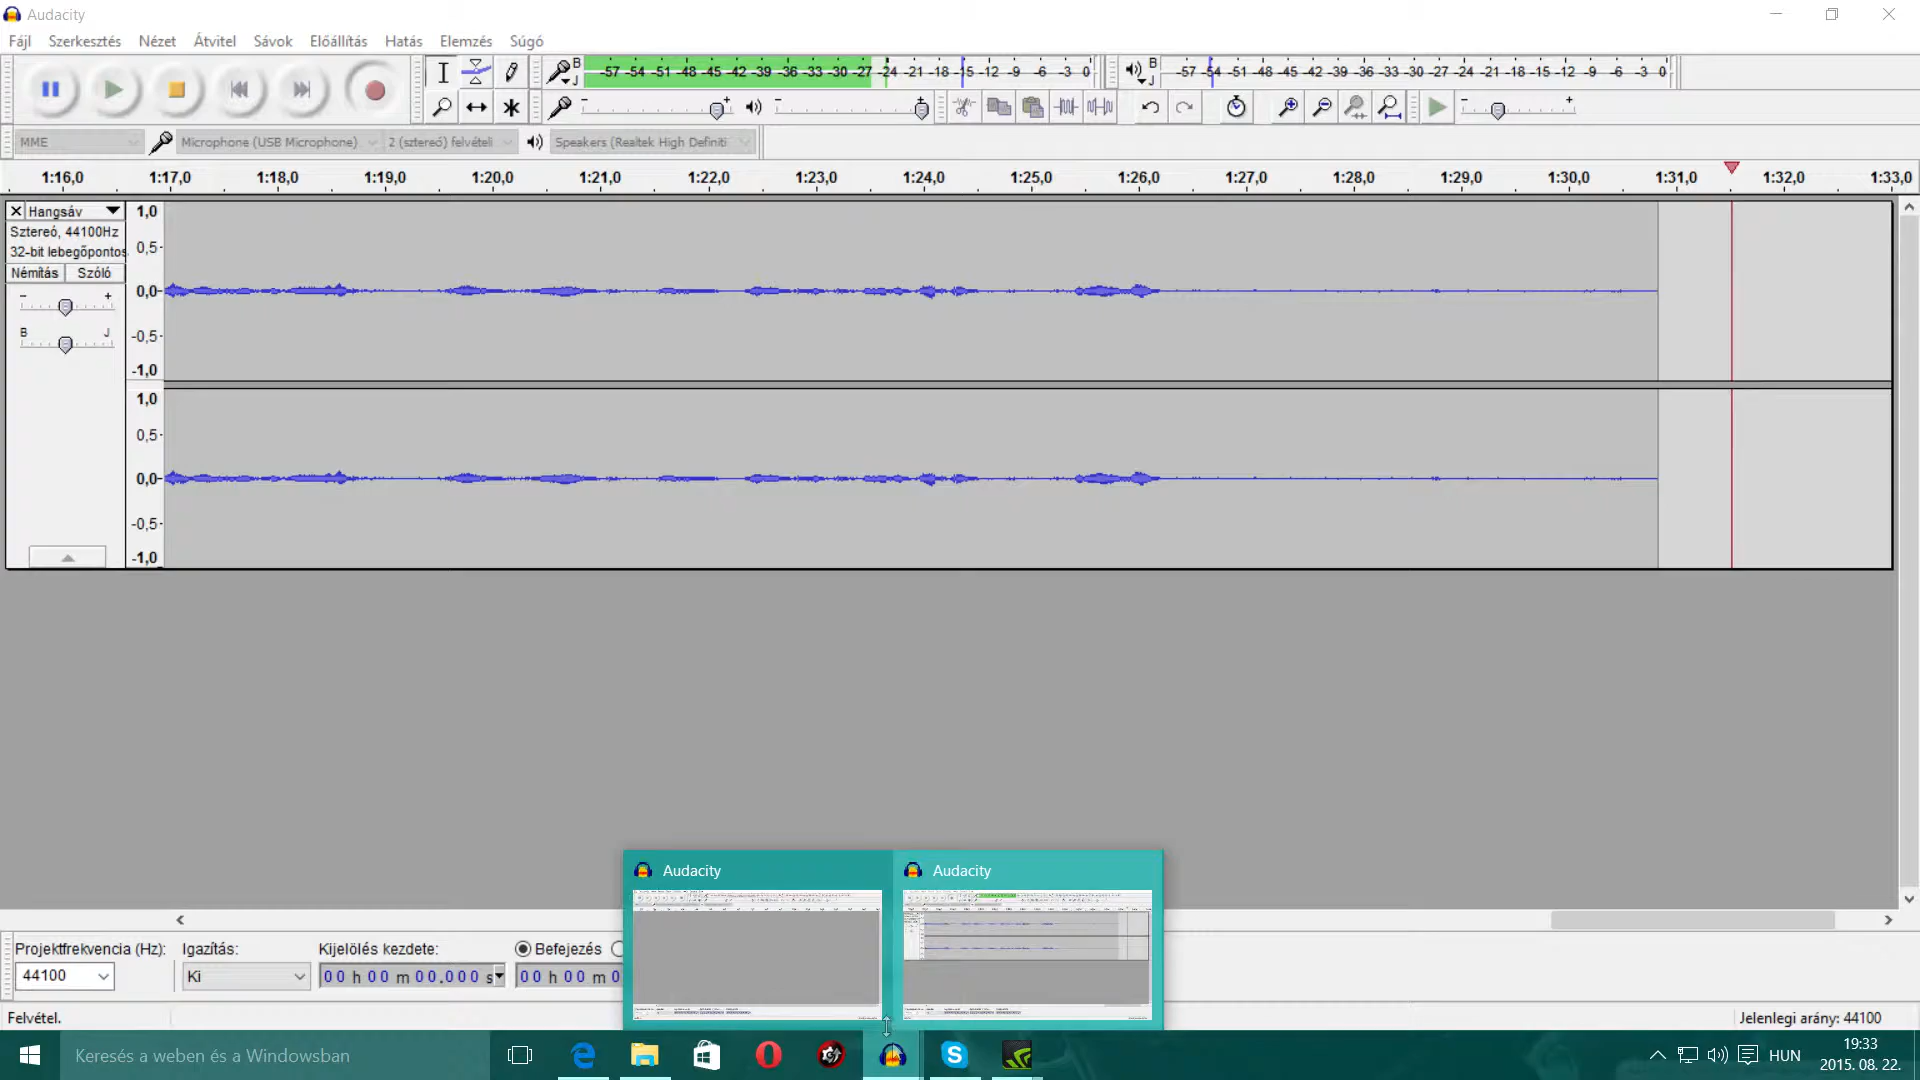 Audacity
Fájl Szerkesztés Nézet Átvitel Sávok Előállítás Hatás Elemzés Súgó
B J -57 -54 -51 -48 -45 -42 -39 -36 -33 -30 -27 -24 -21 -18 -15 -12 -9 -6 -3 0 B J -57 -54 -51 -48 -45 -42 -39 -36 -33 -30 -27 -24 -21 -18 -15 -12 -9 -6 -3 0
MME Microphone (USB Microphone) 2 (sztereó) felvételi Speakers (Realtek High Definiti
1:16,0 1:17,0 1:18,0 1:19,0 1:20,0 1:21,0 1:22,0 1:23,0 1:24,0 1:25,0 1:26,0 1:27,0 1:28,0 1:29,0 1:30,0 1:31,0 1:32,0 1:33,0
Hangsáv 1,0
Sztereó, 44100Hz
32-bit lebegőpontos 0,5
Némítás Szóló
0,0
-0,5
B J
-1,0
1,0
0,5
0,0
-0,5
-1,0
Audacity Audacity
Projektfrekvencia (Hz): Igazítás: Kijelölés kezdete: Befejezés
44100 Ki 00 h 00 m 00.000 s 00 h 00 m 0
Felvétel. Jelenlegi arány: 44100
Keresés a weben és a Windowsban HUN 19:33
2015. 08. 22.